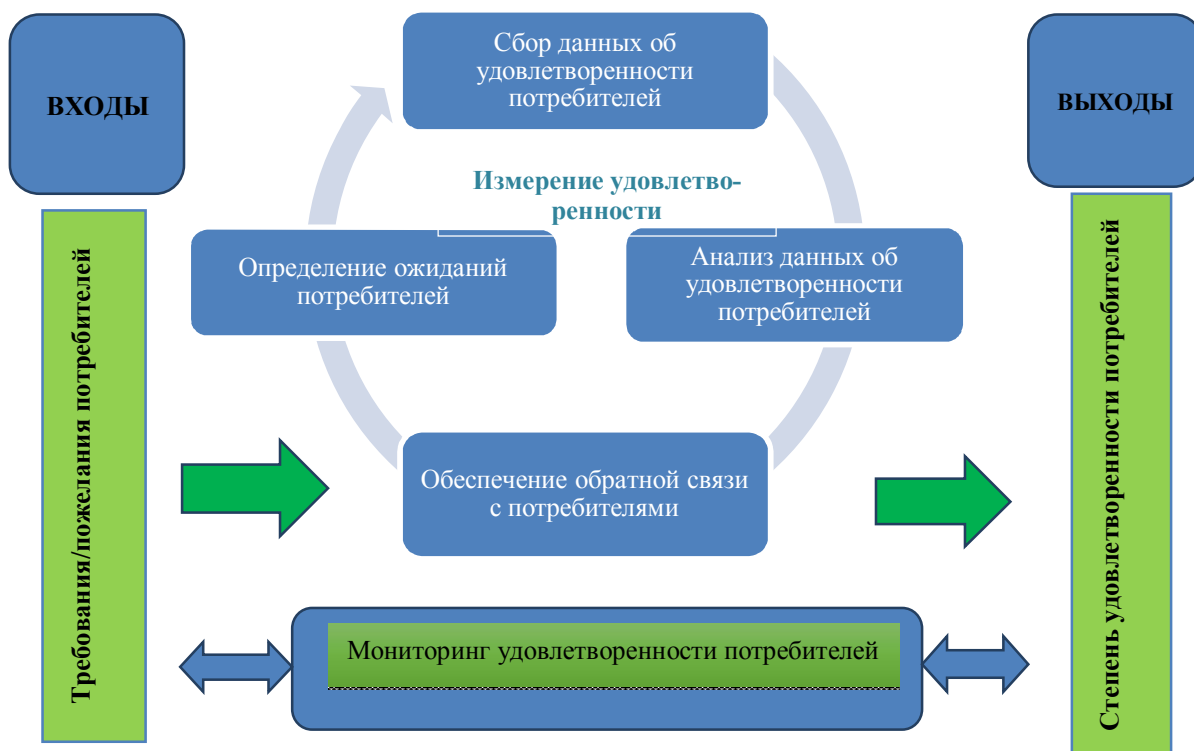 ВХОДЫ
Сбор данных об
удовлетворенности
потребителей
ВЫХОДЫ
Измерение удовлетво-
ренности
Определение ожиданий
потребителей
Анализ данных об
удовлетворенности
потребителей
Обеспечение обратной связи
с потребителями
Требования/пожелания потребителей
Степень удовлетворенности потребителей
Мониторинг удовлетворенности потребителей